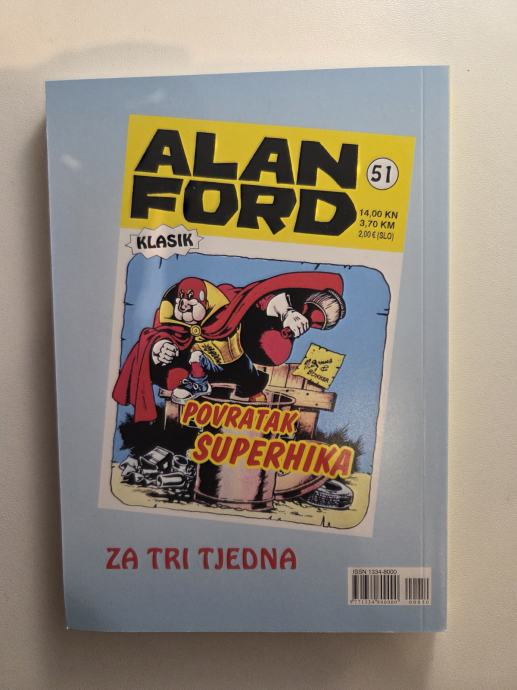 ALAN
FORD
51
14,00 KN
3,70 KM
2,00 € (SLO)
KLASIK
POVRATAK
SUPERHIKA
ZA TRI TJEDNA
ISSN 1334-8000